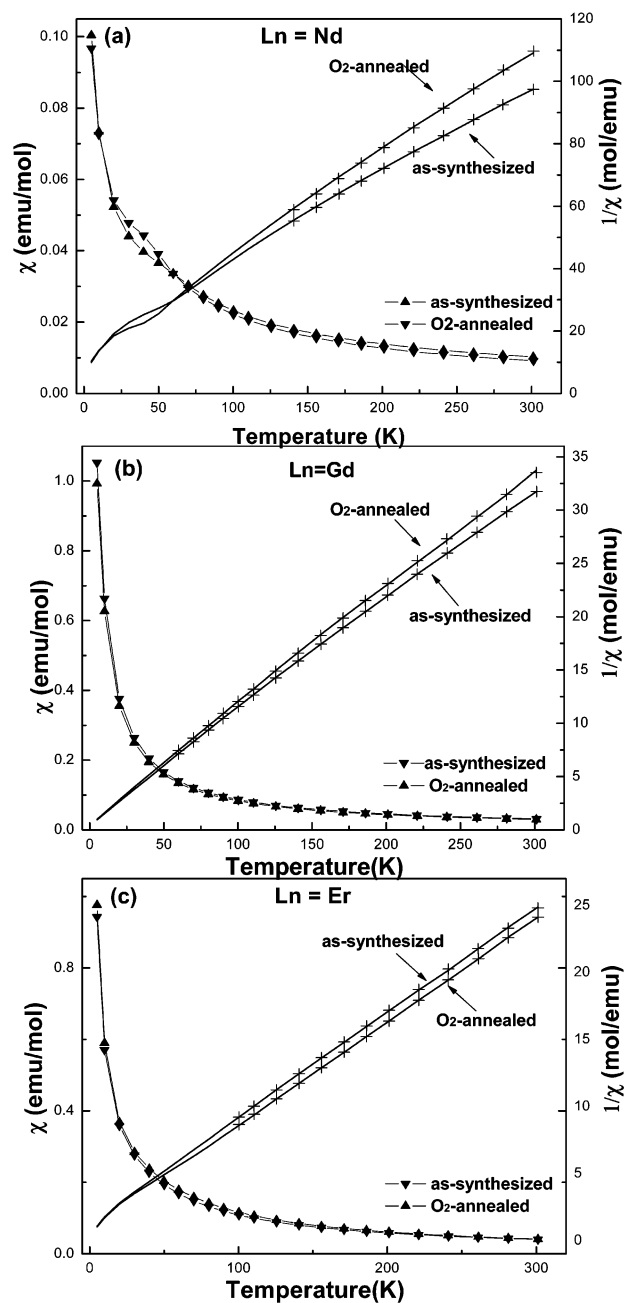 (a) Ln = Nd
O2-annealed
as-synthesized
as-synthesized
O2-annealed
0.10
0.08
0.06
0.04
0.02
0.00
χ (emu/mol)
120
100
80
60
40
20
0
1/χ (mol/emu)
0 50 100 150 200 250 300
Temperature (K)
(b) Ln=Gd
O2-annealed
as-synthesized
as-synthesized
O2-annealed
1.0
0.8
0.6
0.4
0.2
0.0
χ (emu/mol)
35
30
25
20
15
10
5
0
1/χ (mol/emu)
0 50 100 150 200 250 300
Temperature(K)
(c) Ln = Er
as-synthesized
O2-annealed
as-synthesized
O2-annealed
0.8
0.4
0.0
χ (emu/mol)
25
20
15
10
5
0
1/χ (mol/emu)
0 50 100 150 200 250 300
Temperature(K)